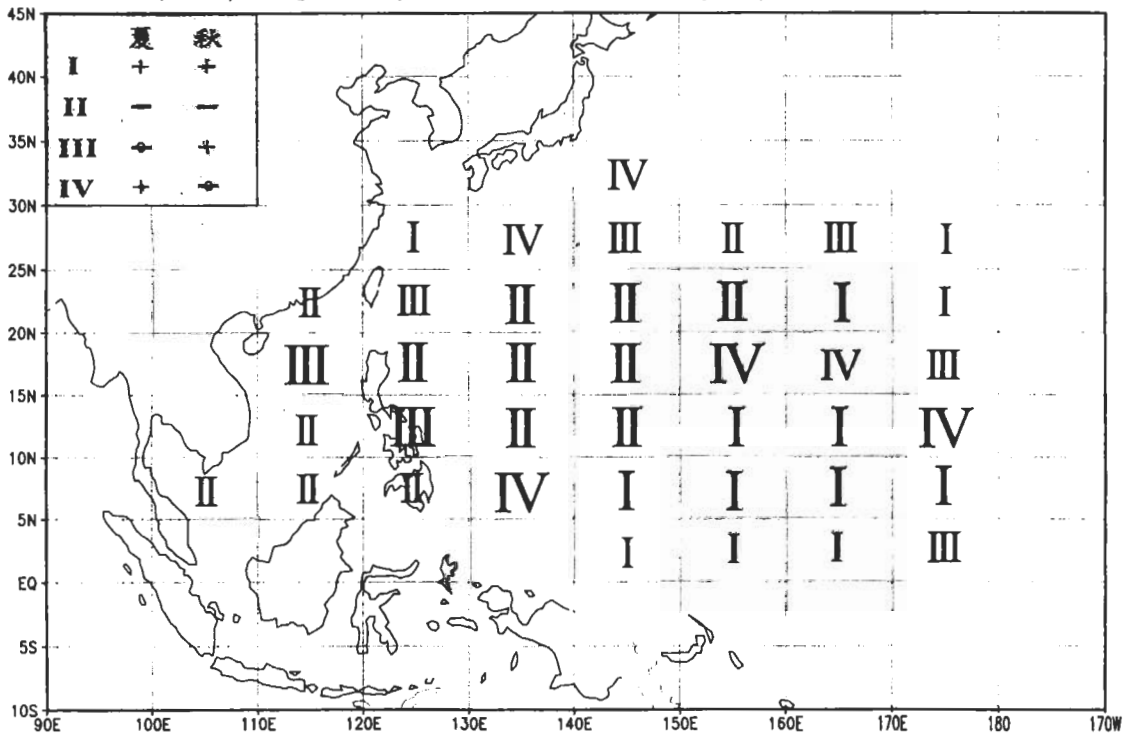 45N
夏 秋
I + +
40N
II − −
35N
III ⊖ +
IV + ⊖
IV
30N
I IV III II III I
25N
II III II II II I I
20N
III II II II IV IV III
15N
II III II II I I IV
10N
II II II IV I I I I
5N
I I I III
EQ
5S
10S
90E 100E 110E 120E 130E 140E 150E 160E 170E 180 170W